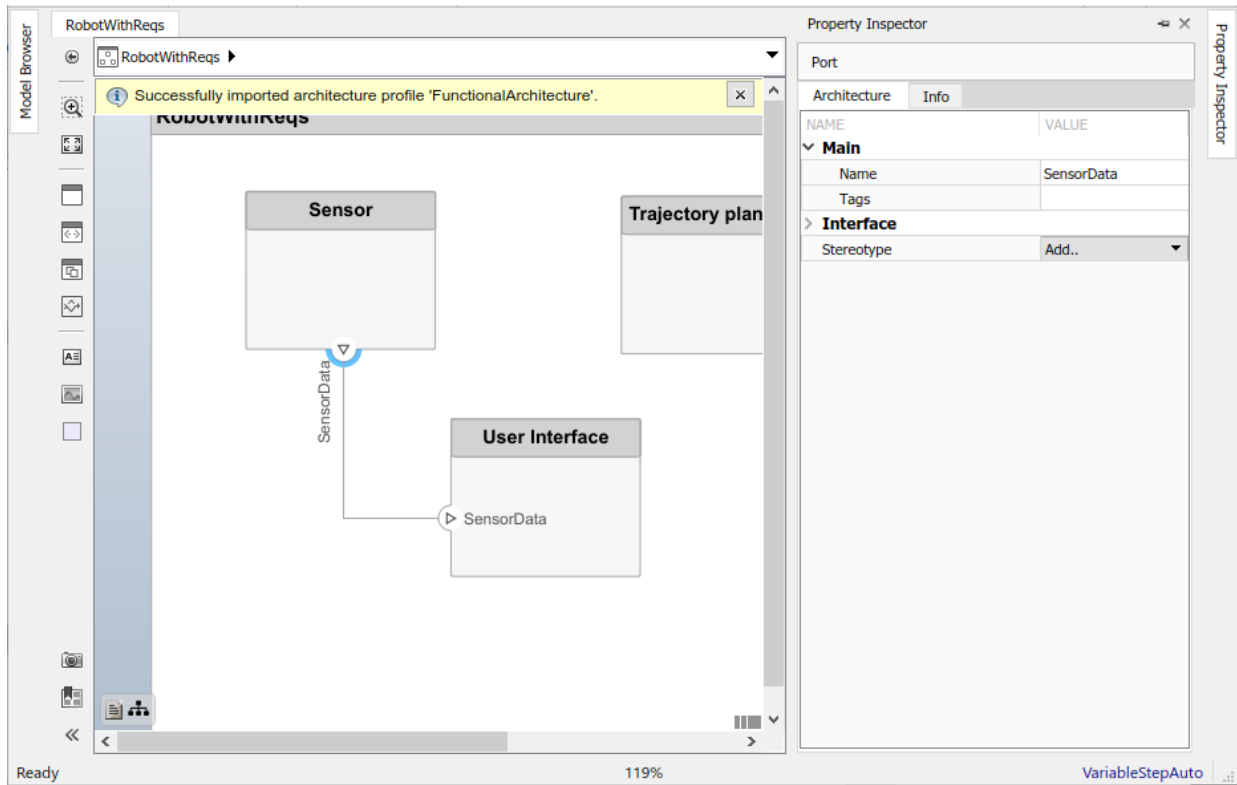 Model Browser
RobotWithReqs
RobotWithReqs
Successfully imported architecture profile 'FunctionalArchitecture'.
RobotWithReqs
Sensor
Trajectory plan
SensorData
User Interface
SensorData
Property Inspector
Port
Architecture Info
NAME VALUE
Main
Name SensorData
Tags
Interface
Stereotype Add..
Property Inspector
Ready 119% VariableStepAuto